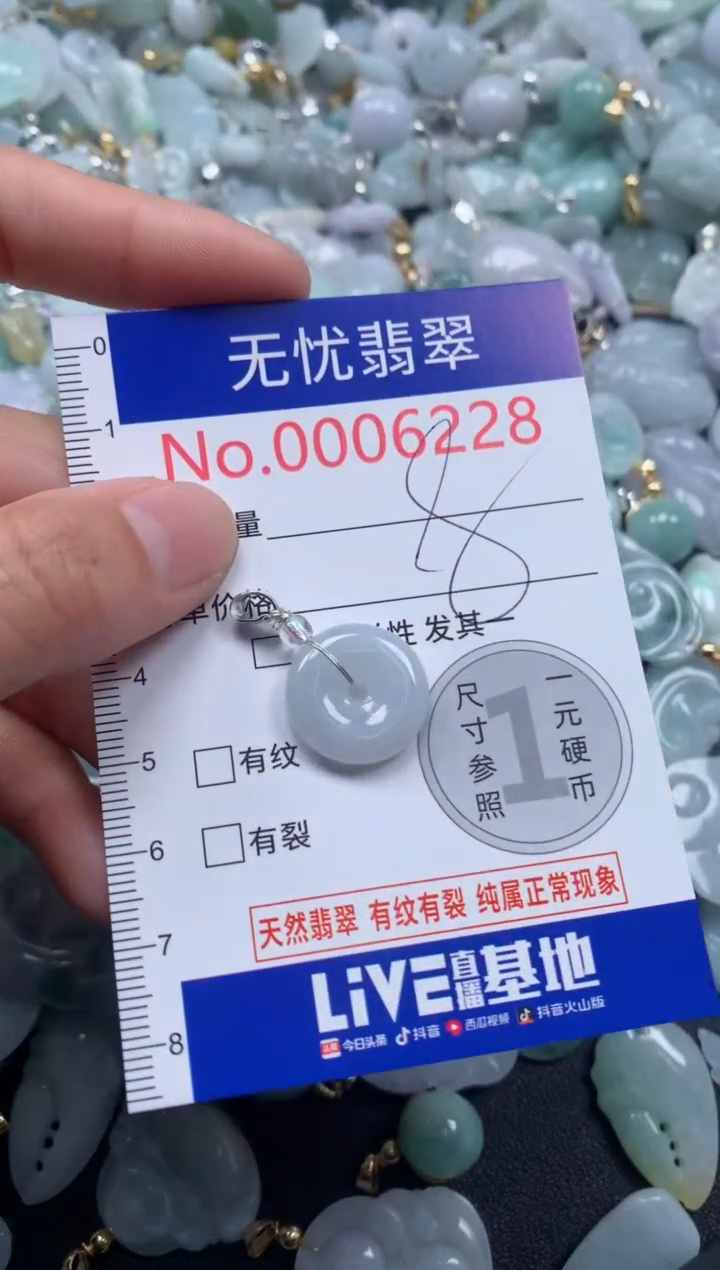 无忧翡翠
No.0006228
8
量
0
1
4
5
6
7
8
单价格
性 发其一
有纹
有裂
尺寸参照
1
一元硬币
天然翡翠 有纹有裂 纯属正常现象
LiVE直播基地
头条 今日头条 抖音 西瓜视频 抖音火山版